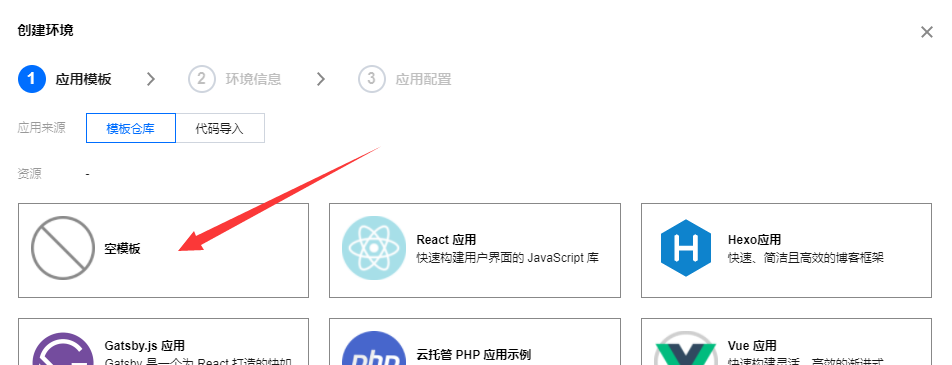 创建环境
1 应用模板 2 环境信息 3 应用配置
应用来源 模板仓库 代码导入
资源 -
空模板
React 应用
快速构建用户界面的 JavaScript 库
Hexo应用
快速、简洁且高效的博客框架
Gatsby.js 应用
Gatsby 是一个为 React 打造的快如
php
云托管 PHP 应用示例
Vue 应用
快速构建灵活、高效的渐进式